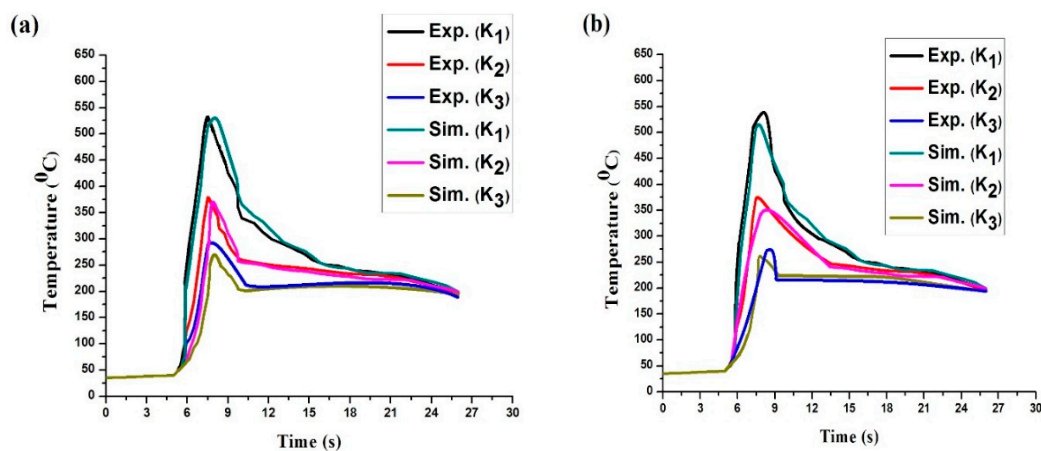 (a)
Exp. (K1)
Exp. (K2)
Exp. (K3)
Sim. (K1)
Sim. (K2)
Sim. (K3)
650
600
550
500
450
400
350
300
250
200
150
100
50
0
Temperature (⁰C)
0 3 6 9 12 15 18 21 24 27 30
Time (s)
(b)
Exp. (K1)
Exp. (K2)
Exp. (K3)
Sim. (K1)
Sim. (K2)
Sim. (K3)
650
600
550
500
450
400
350
300
250
200
150
100
50
0
Temperature (⁰C)
0 3 6 9 12 15 18 21 24 27 30
Time (s)